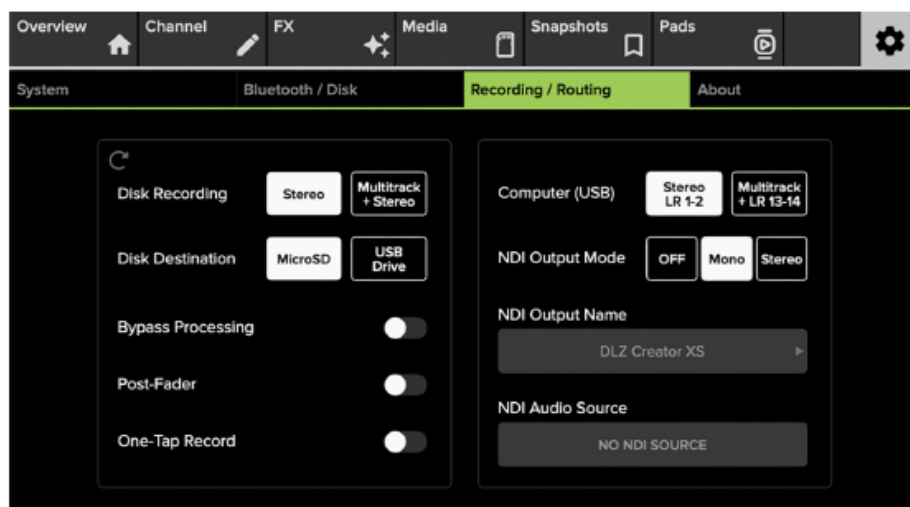 Overview
Channel
FX
Media
Snapshots
Pads
System
Bluetooth / Disk
Recording / Routing
About
Disk Recording
Stereo
Multitrack
+ Stereo
Disk Destination
MicroSD
USB
Drive
Bypass Processing
Post-Fader
One-Tap Record
Computer (USB)
Stereo
LR 1-2
Multitrack
+ LR 13-14
NDI Output Mode
OFF
Mono
Stereo
NDI Output Name
DLZ Creator XS
NDI Audio Source
NO NDI SOURCE